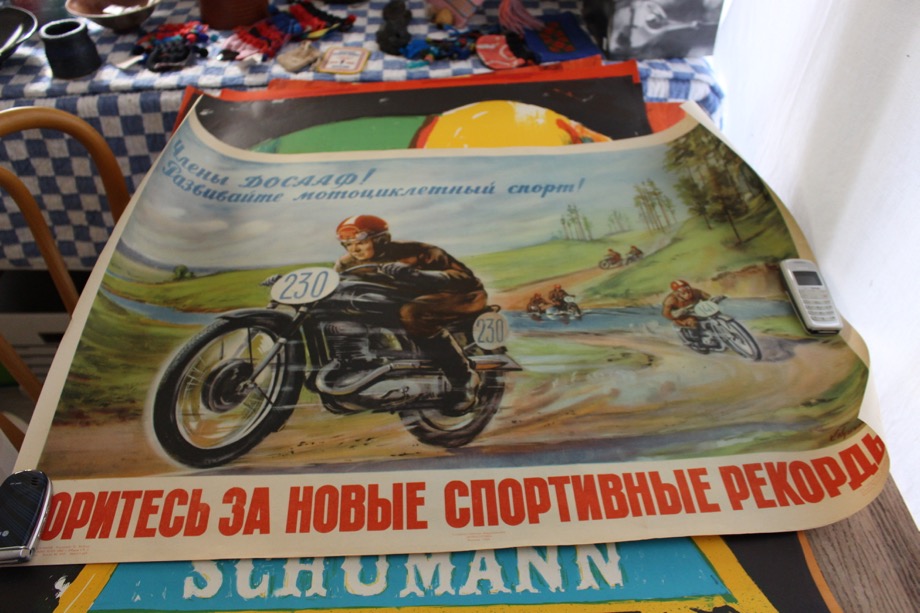 Члены ДОСААФ!
Развивайте мотоциклетный спорт!
230
230
ОРИТЕСЬ ЗА НОВЫЕ СПОРТИВНЫЕ РЕКОРДЫ
SCHUMANN